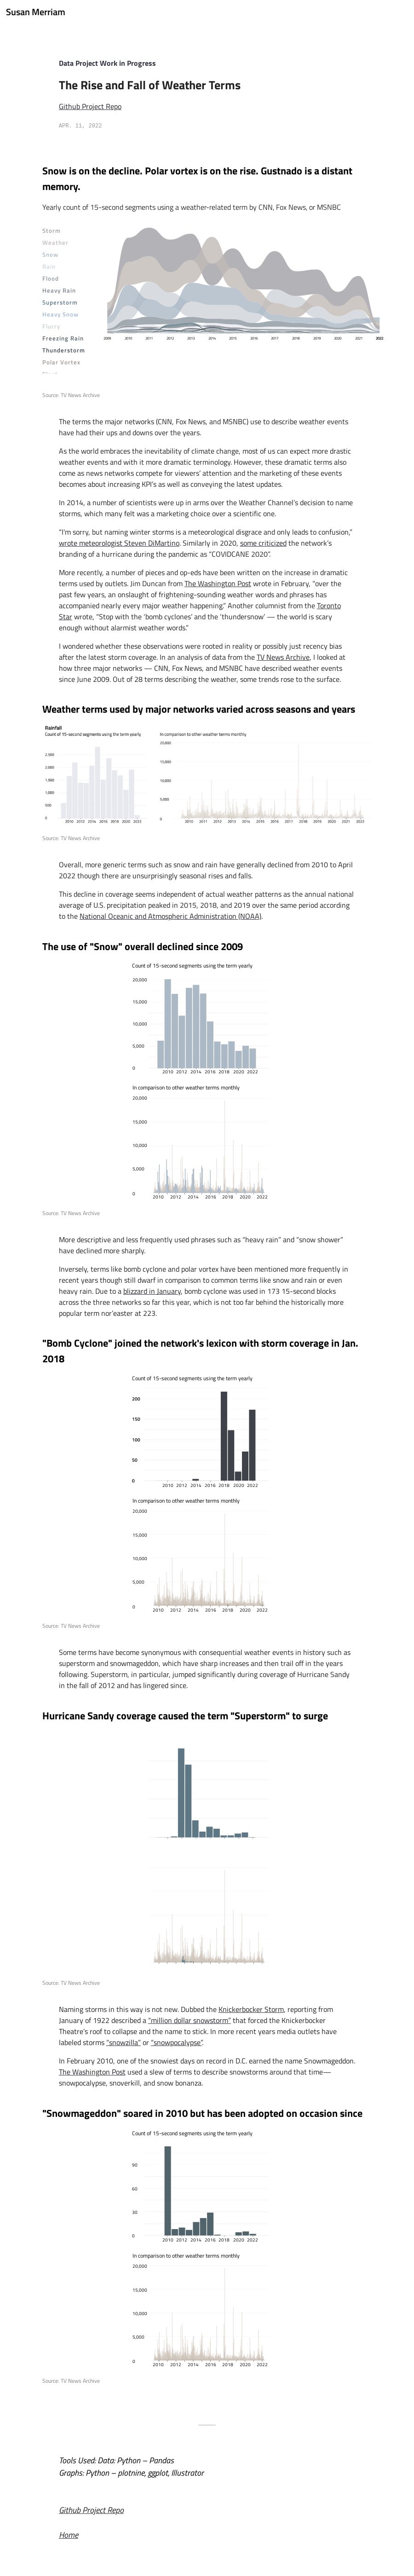 Susan Merriam
Data Project Work in Progress
The Rise and Fall of Weather Terms
Github Project Repo
APR. 11, 2022
Snow is on the decline. Polar vortex is on the rise. Gustnado is a distant
memory.
Yearly count of 15-second segments using a weather-related term by CNN, Fox News, or MSNBC
Storm
Weather
Snow
Rain
Flood
Heavy Rain
Superstorm
Heavy Snow
Flurry
Freezing Rain
Thunderstorm
Polar Vortex
2009 2010 2011 2012 2013 2014 2015 2016 2017 2018 2019 2020 2021 2022
Source: TV News Archive
The terms the major networks (CNN, Fox News, and MSNBC) use to describe weather events
have had their ups and downs over the years.
As the world embraces the inevitability of climate change, most of us can expect more drastic
weather events and with it more dramatic terminology. However, these dramatic terms also
come as news networks compete for viewers’ attention and the marketing of these events
becomes about increasing KPI’s as well as conveying the latest updates.
In 2014, a number of scientists were up in arms over the Weather Channel’s decision to name
storms, which many felt was a marketing choice over a scientific one.
“I’m sorry, but naming winter storms is a meteorological disgrace and only leads to confusion,”
wrote meteorologist Steven DiMartino. Similarly in 2020, some criticized the network’s
branding of a hurricane during the pandemic as “COVIDCANE 2020”.
More recently, a number of pieces and op-eds have been written on the increase in dramatic
terms used by outlets. Jim Duncan from The Washington Post wrote in February, “over the
past few years, an onslaught of frightening-sounding weather words and phrases has
accompanied nearly every major weather happening.” Another columnist from the Toronto
Star wrote, “Stop with the ‘bomb cyclones’ and the ‘thundersnow’ — the world is scary
enough without alarmist weather words.”
I wondered whether these observations were rooted in reality or possibly just recency bias
after the latest storm coverage. In an analysis of data from the TV News Archive, I looked at
how three major networks — CNN, Fox News, and MSNBC have described weather events
since June 2009. Out of 28 terms describing the weather, some trends rose to the surface.
Weather terms used by major networks varied across seasons and years
Rainfall
Count of 15-second segments using the term yearly
2,500
2,000
1,500
1,000
500
0
2010 2012 2014 2016 2018 2020 2022
In comparison to other weather terms monthly
20,000
15,000
10,000
5,000
0
2010 2011 2012 2013 2014 2015 2016 2017 2018 2019 2020 2021 2022
Source: TV News Archive
Overall, more generic terms such as snow and rain have generally declined from 2010 to April
2022 though there are unsurprisingly seasonal rises and falls.
This decline in coverage seems independent of actual weather patterns as the annual national
average of U.S. precipitation peaked in 2015, 2018, and 2019 over the same period according
to the National Oceanic and Atmospheric Administration (NOAA).
The use of "Snow" overall declined since 2009
Count of 15-second segments using the term yearly
20,000
15,000
10,000
5,000
0
2010 2012 2014 2016 2018 2020 2022
In comparison to other weather terms monthly
20,000
15,000
10,000
5,000
0
2010 2012 2014 2016 2018 2020 2022
Source: TV News Archive
More descriptive and less frequently used phrases such as “heavy rain” and “snow shower”
have declined more sharply.
Inversely, terms like bomb cyclone and polar vortex have been mentioned more frequently in
recent years though still dwarf in comparison to common terms like snow and rain or even
heavy rain. Due to a blizzard in January, bomb cyclone was used in 173 15-second blocks
across the three networks so far this year, which is not too far behind the historically more
popular term nor’easter at 223.
"Bomb Cyclone" joined the network's lexicon with storm coverage in Jan.
2018
Count of 15-second segments using the term yearly
200
150
100
50
0
2010 2012 2014 2016 2018 2020 2022
In comparison to other weather terms monthly
20,000
15,000
10,000
5,000
0
2010 2012 2014 2016 2018 2020 2022
Source: TV News Archive
Some terms have become synonymous with consequential weather events in history such as
superstorm and snowmageddon, which have sharp increases and then trail off in the years
following. Superstorm, in particular, jumped significantly during coverage of Hurricane Sandy
in the fall of 2012 and has lingered since.
Hurricane Sandy coverage caused the term "Superstorm" to surge
Source: TV News Archive
Naming storms in this way is not new. Dubbed the Knickerbocker Storm, reporting from
January of 1922 described a “million dollar snowstorm” that forced the Knickerbocker
Theatre’s roof to collapse and the name to stick. In more recent years media outlets have
labeled storms “snowzilla” or “snowpocalypse”.
In February 2010, one of the snowiest days on record in D.C. earned the name Snowmageddon.
The Washington Post used a slew of terms to describe snowstorms around that time—
snowpocalypse, snoverkill, and snow bonanza.
"Snowmageddon" soared in 2010 but has been adopted on occasion since
Count of 15-second segments using the term yearly
90
60
30
0
2010 2012 2014 2016 2018 2020 2022
In comparison to other weather terms monthly
20,000
15,000
10,000
5,000
0
2010 2012 2014 2016 2018 2020 2022
Source: TV News Archive
Tools Used: Data: Python – Pandas
Graphs: Python – plotnine, ggplot, Illustrator
Github Project Repo
Home